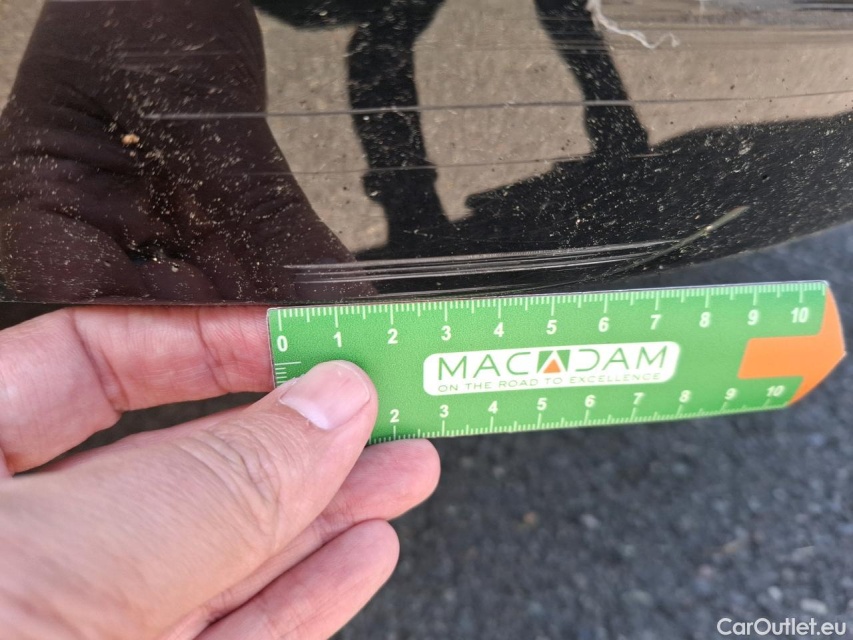 0 1 2 3 4 5 6 7 8 9 10
MACADAM
ON THE ROAD TO EXCELLENCE
2 3 4 5 6 7 8 9 10
CarOutlet.eu